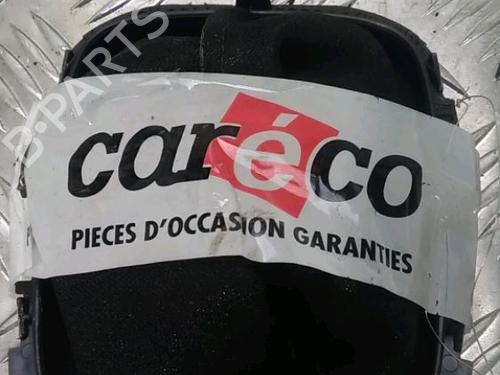 B-PARTS
caréco
PIECES D'OCCASION GARANTIES